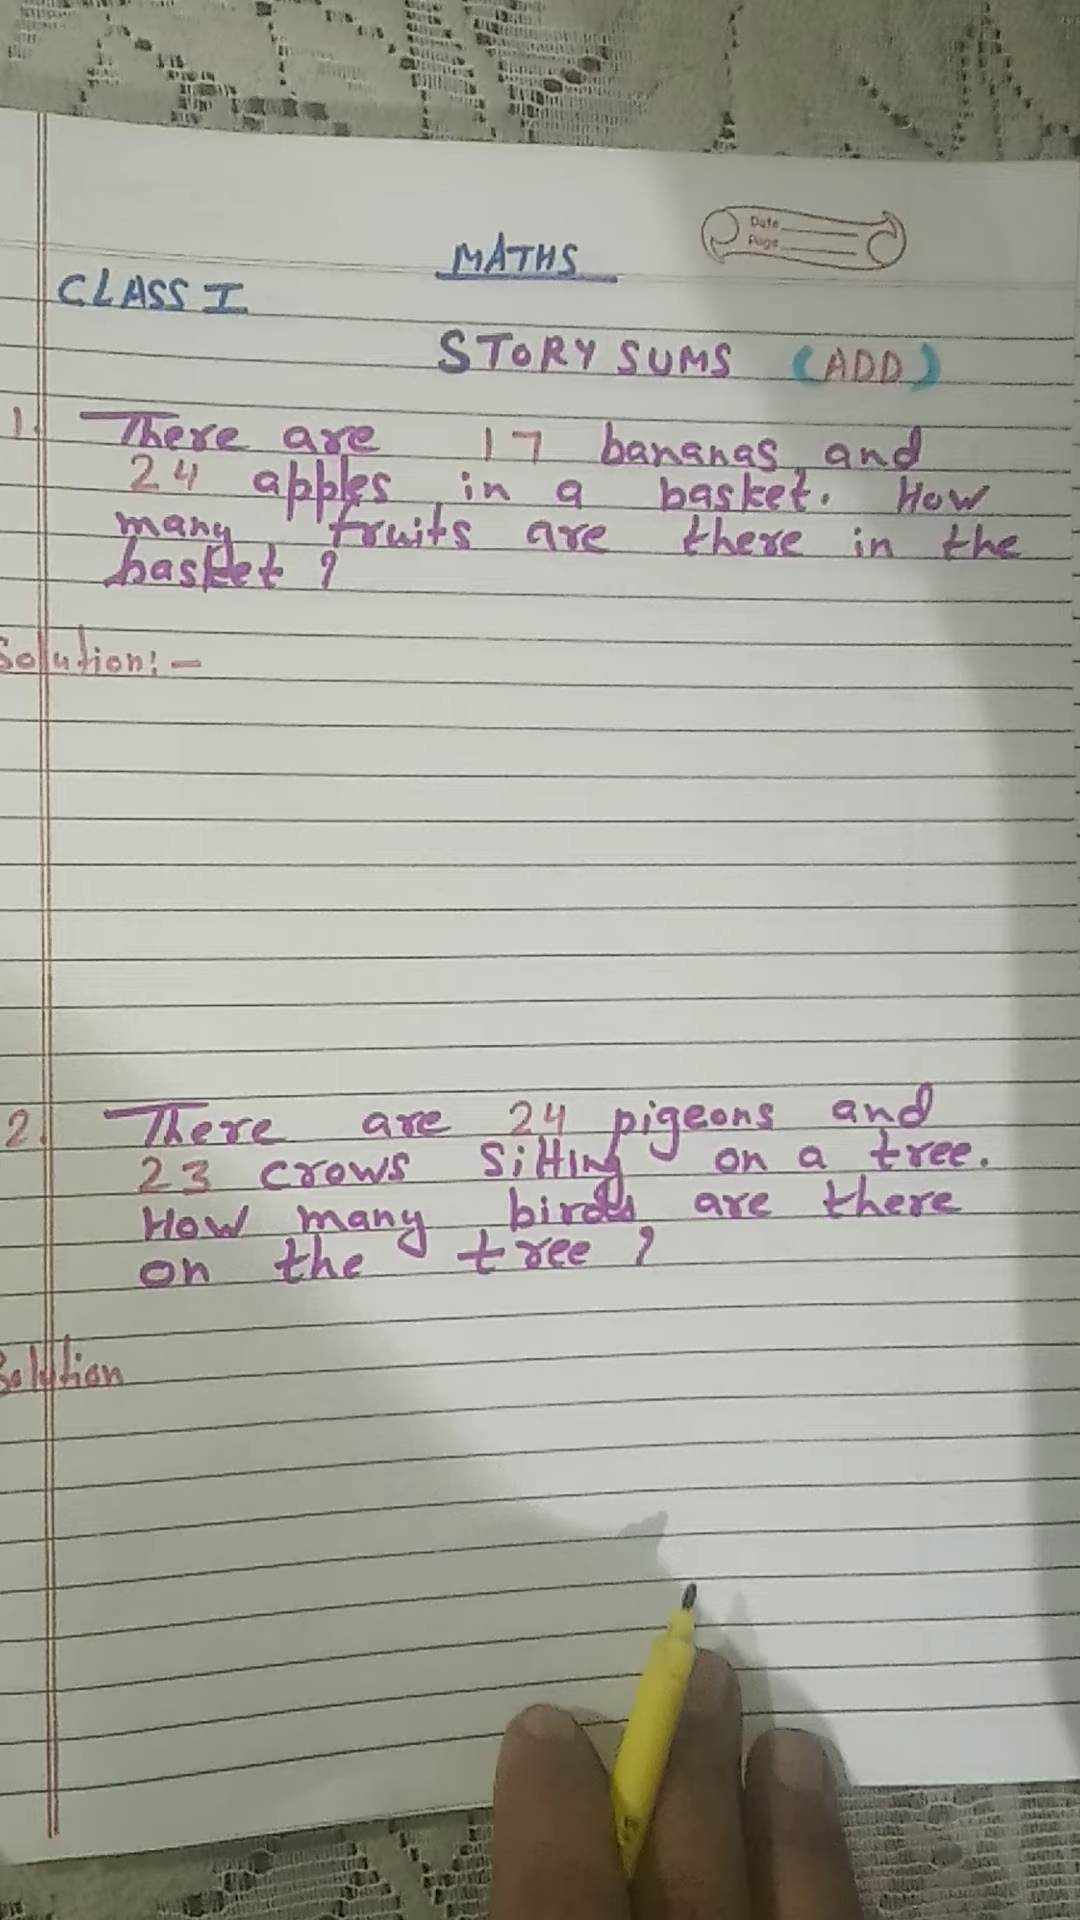 Date
Page
MATHS
CLASS I
STORY SUMS (ADD)
1. There are 17 bananas, and
24 apples in a basket. How
many fruits are there in the
basket ?
Solution:-
2. There are 24 pigeons and
23 crows Sitting on a tree.
How many birds are there
on the tree ?
Solution